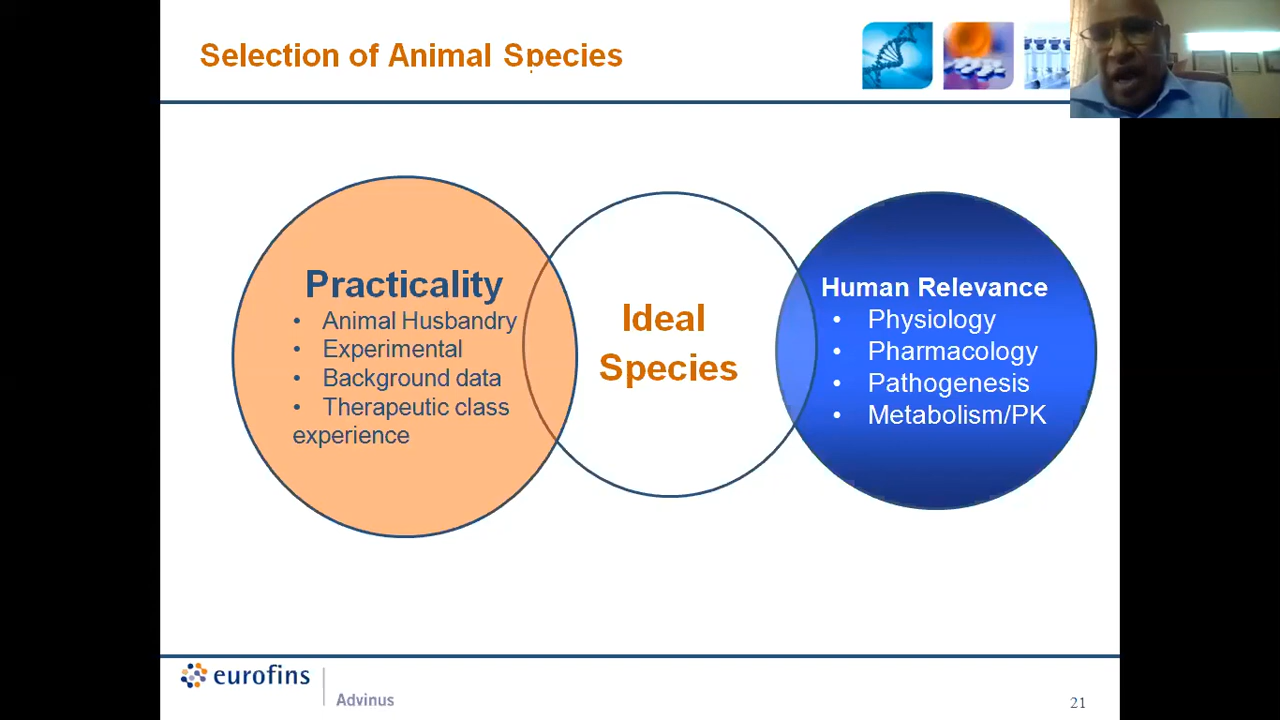 Selection of Animal Species
Practicality
• Animal Husbandry
• Experimental
• Background data
• Therapeutic class
experience
Ideal
Species
Human Relevance
• Physiology
• Pharmacology
• Pathogenesis
• Metabolism/PK
eurofins
Advinus
21